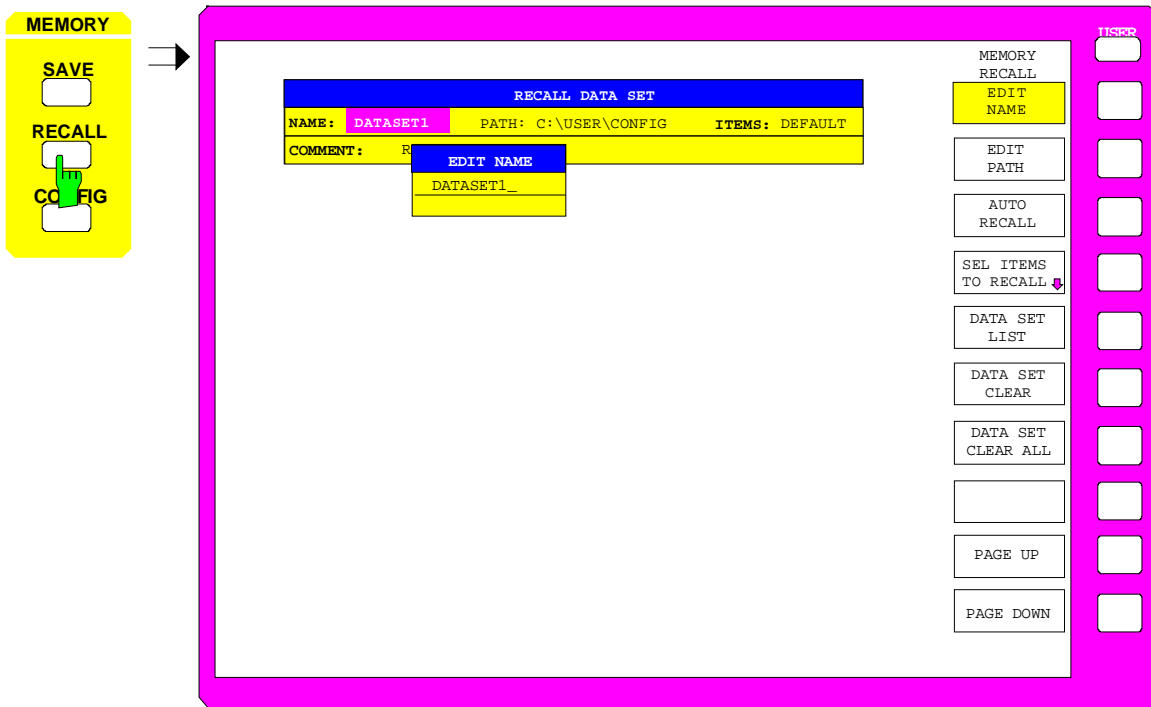 MEMORY
SAVE
RECALL
CO FIG
USER
RECALL DATA SET
NAME: DATASET1 PATH: C:\USER\CONFIG ITEMS: DEFAULT
COMMENT: R
EDIT NAME
DATASET1_
MEMORY
RECALL
EDIT
NAME
EDIT
PATH
AUTO
RECALL
SEL ITEMS
TO RECALL
DATA SET
LIST
DATA SET
CLEAR
DATA SET
CLEAR ALL
PAGE UP
PAGE DOWN